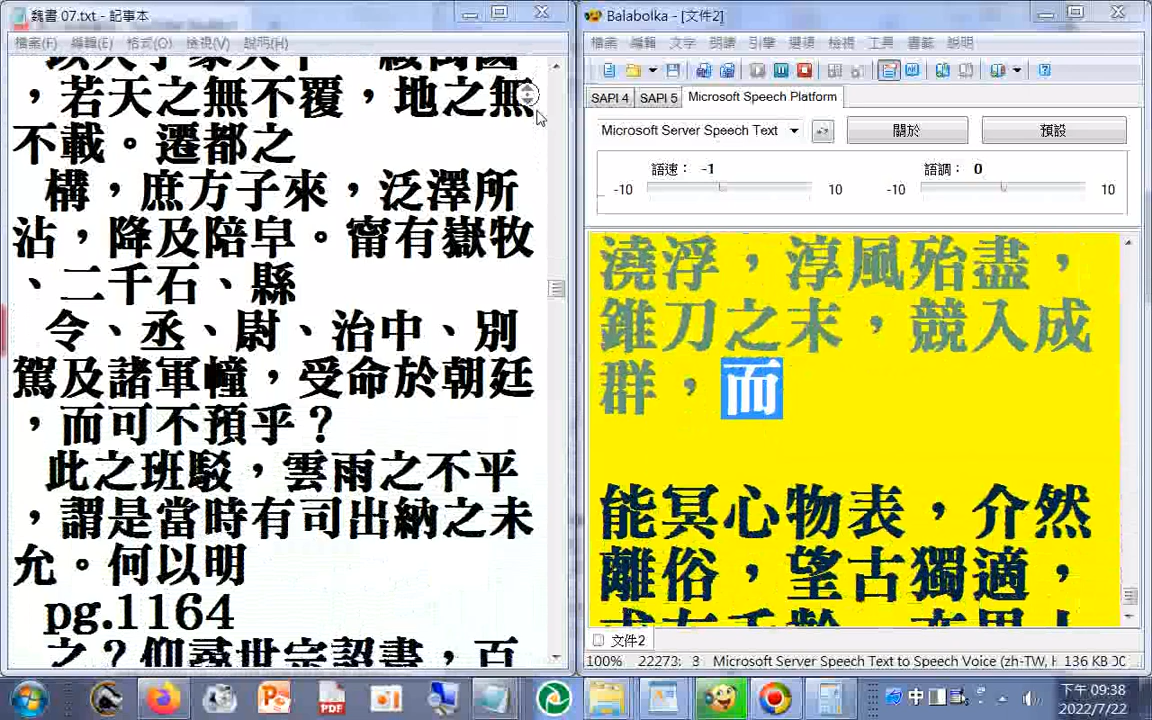 魏書 07.txt - 記事本
檔案(F) 編輯(E) 格式(O) 檢視(V) 說明(H)
，若天之無不覆，地之無
不載。遷都之
構，庶方子來，泛澤所
沾，降及陪皁。甯有嶽牧
、二千石、縣
令、丞、尉、治中、別
駕及諸軍幢，受命於朝廷
，而可不預乎？
此之班駁，雲雨之不平
，謂是當時有司出納之未
允。何以明
pg.1164
之？仰尋世宗詔書，百
Balabolka - [文件2]
檔案 編輯 文字 朗讀 引擎 選項 檢視 工具 書籤 說明
SAPI 4 SAPI 5 Microsoft Speech Platform
Microsoft Server Speech Text 關於 預設
語速： -1 語調： 0
-10 10 -10 10
澆浮，淳風殆盡，
錐刀之末，競入成
群，而
能冥心物表，介然
離俗，望古獨適，
文件2
100% 22273: 3 Microsoft Server Speech Text to Speech Voice (zh-TW, H 136 KB
中 下午 09:38
2022/7/22